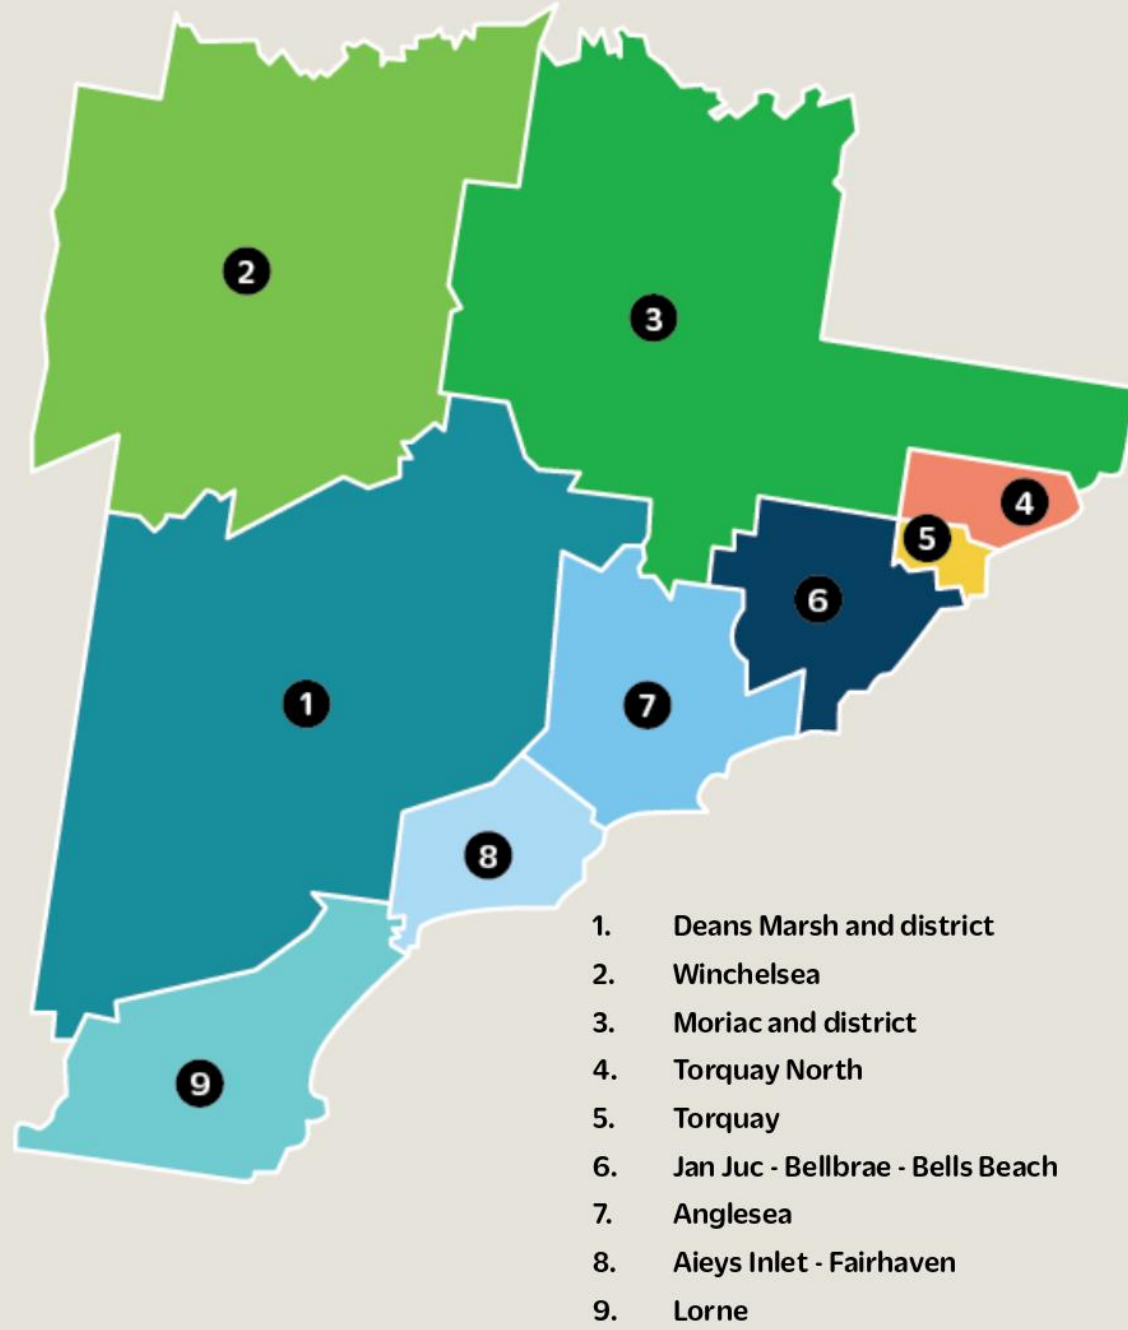 2
3
4
5
6
1
7
8
9
1. Deans Marsh and district
2. Winchelsea
3. Moriac and district
4. Torquay North
5. Torquay
6. Jan Juc - Bellbrae - Bells Beach
7. Anglesea
8. Aieys Inlet - Fairhaven
9. Lorne